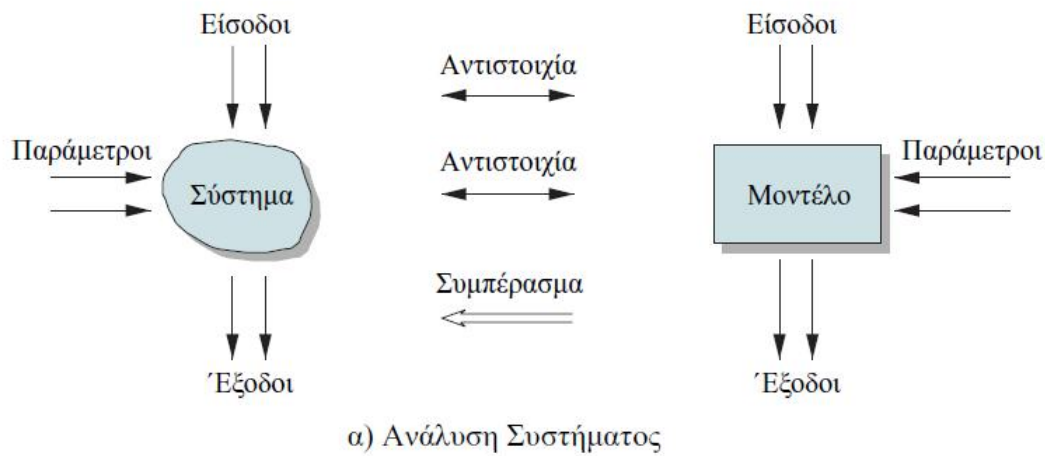 Είσοδοι
Αντιστοιχία
Είσοδοι
Παράμετροι
Σύστημα
Αντιστοιχία
Μοντέλο
Παράμετροι
Συμπέρασμα
Έξοδοι
Έξοδοι
α) Ανάλυση Συστήματος